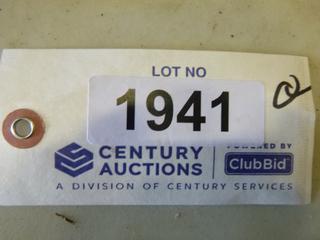 LOT NO
1941
CENTURY AUCTIONS
POWERED BY
ClubBid
A DIVISION OF CENTURY SERVICES